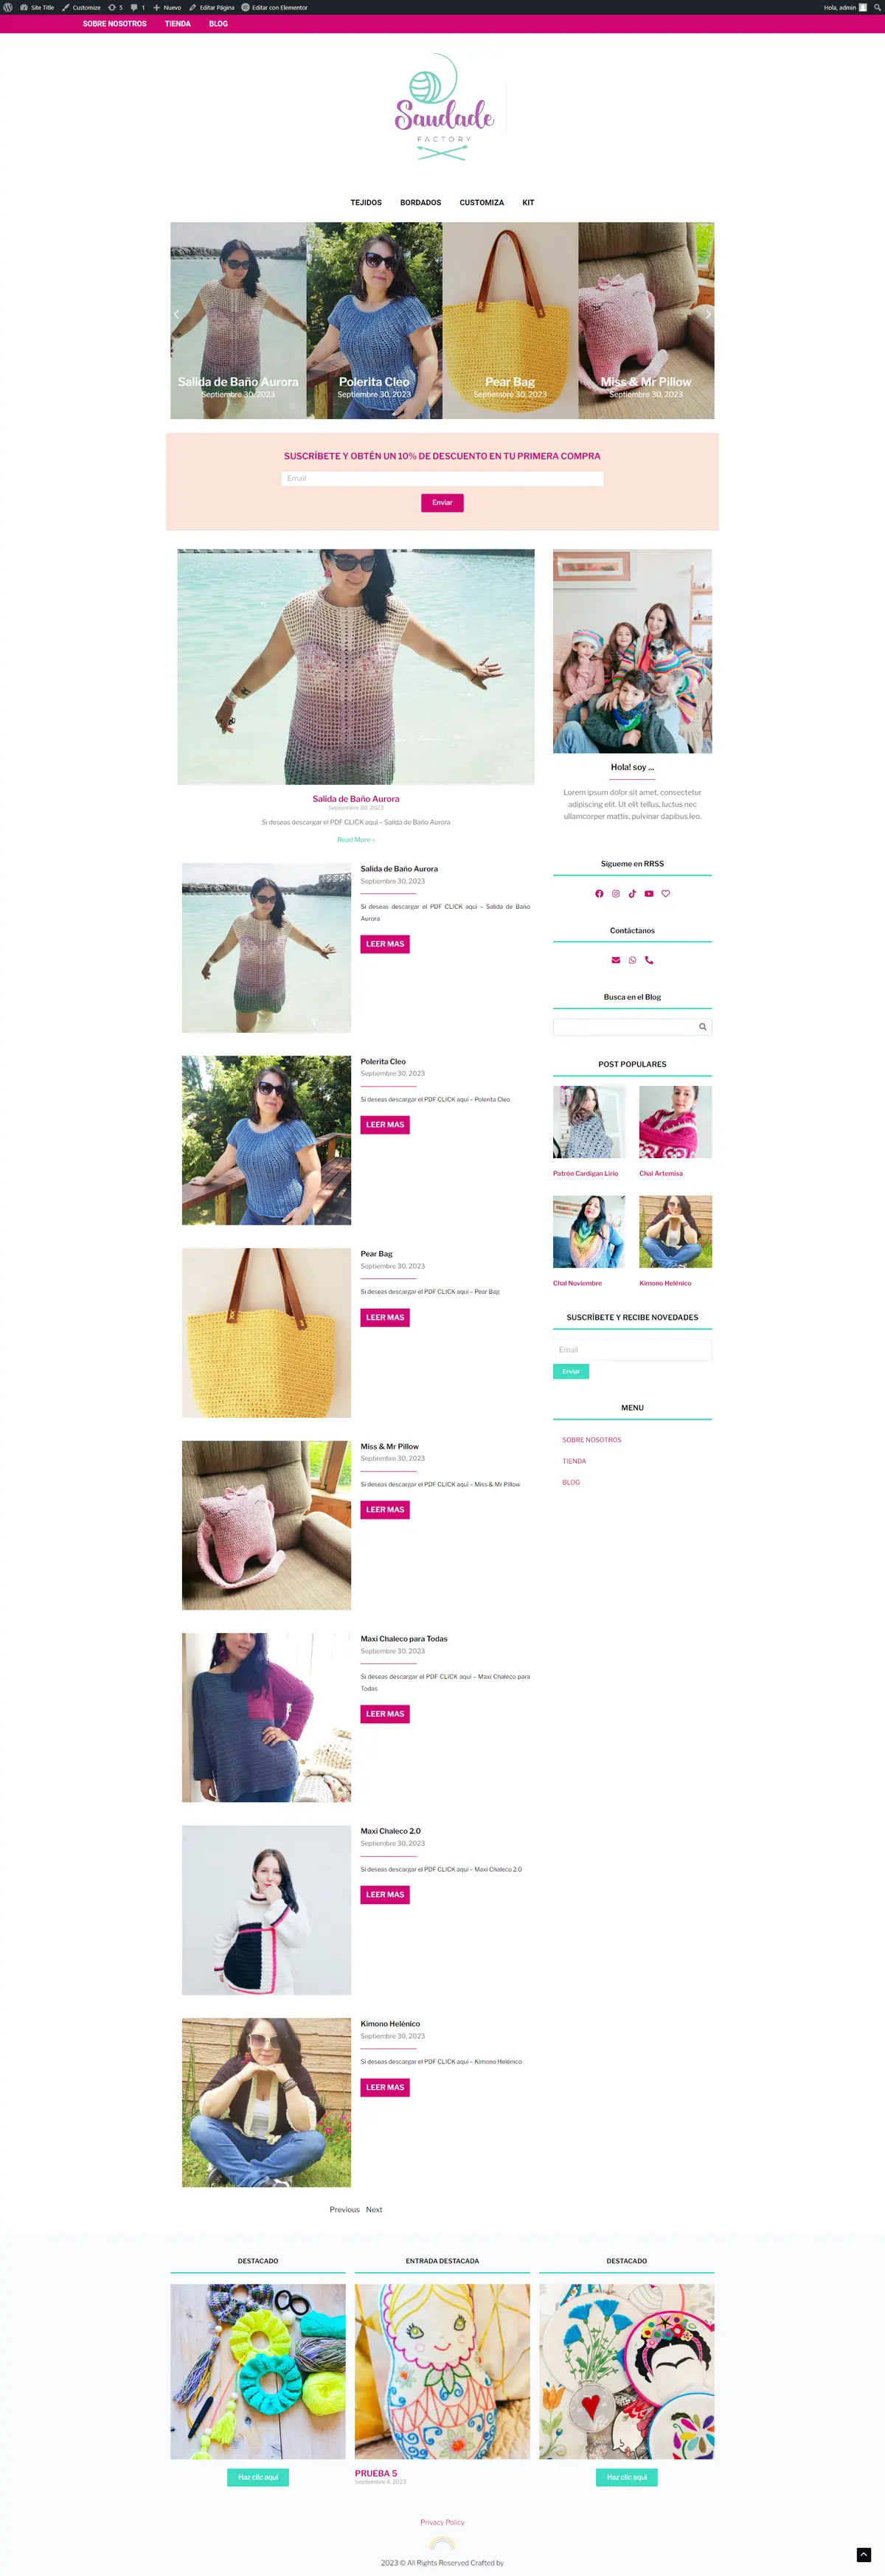 Site Title Customize 5 1 Nuevo Editar Página Editar con Elementor Hola, admin
SOBRE NOSOTROS TIENDA BLOG
Saudade
FACTORY
TEJIDOS BORDADOS CUSTOMIZA KIT
Salida de Baño Aurora
Septiembre 30, 2023
Polerita Cleo
Septiembre 30, 2023
Pear Bag
Septiembre 30, 2023
Miss & Mr Pillow
Septiembre 30, 2023
SUSCRÍBETE Y OBTÉN UN 10% DE DESCUENTO EN TU PRIMERA COMPRA
Email
Enviar
Salida de Baño Aurora
Septiembre 30, 2023
Si deseas descargar el PDF CLICK aquí – Salida de Baño Aurora
Read More »
Salida de Baño Aurora
Septiembre 30, 2023
Si deseas descargar el PDF CLICK aquí – Salida de Baño
Aurora
LEER MAS
Polerita Cleo
Septiembre 30, 2023
Si deseas descargar el PDF CLICK aquí – Polerita Cleo
LEER MAS
Pear Bag
Septiembre 30, 2023
Si deseas descargar el PDF CLICK aquí – Pear Bag
LEER MAS
Miss & Mr Pillow
Septiembre 30, 2023
Si deseas descargar el PDF CLICK aquí – Miss & Mr Pillow
LEER MAS
Maxi Chaleco para Todas
Septiembre 30, 2023
Si deseas descargar el PDF CLICK aquí – Maxi Chaleco para
Todas
LEER MAS
Maxi Chaleco 2.0
Septiembre 30, 2023
Si deseas descargar el PDF CLICK aquí – Maxi Chaleco 2.0
LEER MAS
Kimono Helénico
Septiembre 30, 2023
Si deseas descargar el PDF CLICK aquí – Kimono Helénico
LEER MAS
Previous Next
Hola! soy ...
Lorem ipsum dolor sit amet, consectetur
adipiscing elit. Ut elit tellus, luctus nec
ullamcorper mattis, pulvinar dapibus leo.
Sigueme en RRSS
Contáctanos
Busca en el Blog
POST POPULARES
Patrón Cardigan Lirio
Chal Artemisa
Chal Noviembre
Kimono Helénico
SUSCRÍBETE Y RECIBE NOVEDADES
Email
Enviar
MENU
SOBRE NOSOTROS
TIENDA
BLOG
DESTACADO
Haz clic aquí
ENTRADA DESTACADA
PRUEBA 5
Septiembre 4, 2023
DESTACADO
Haz clic aquí
Privacy Policy
2023 © All Rights Reserved Crafted by